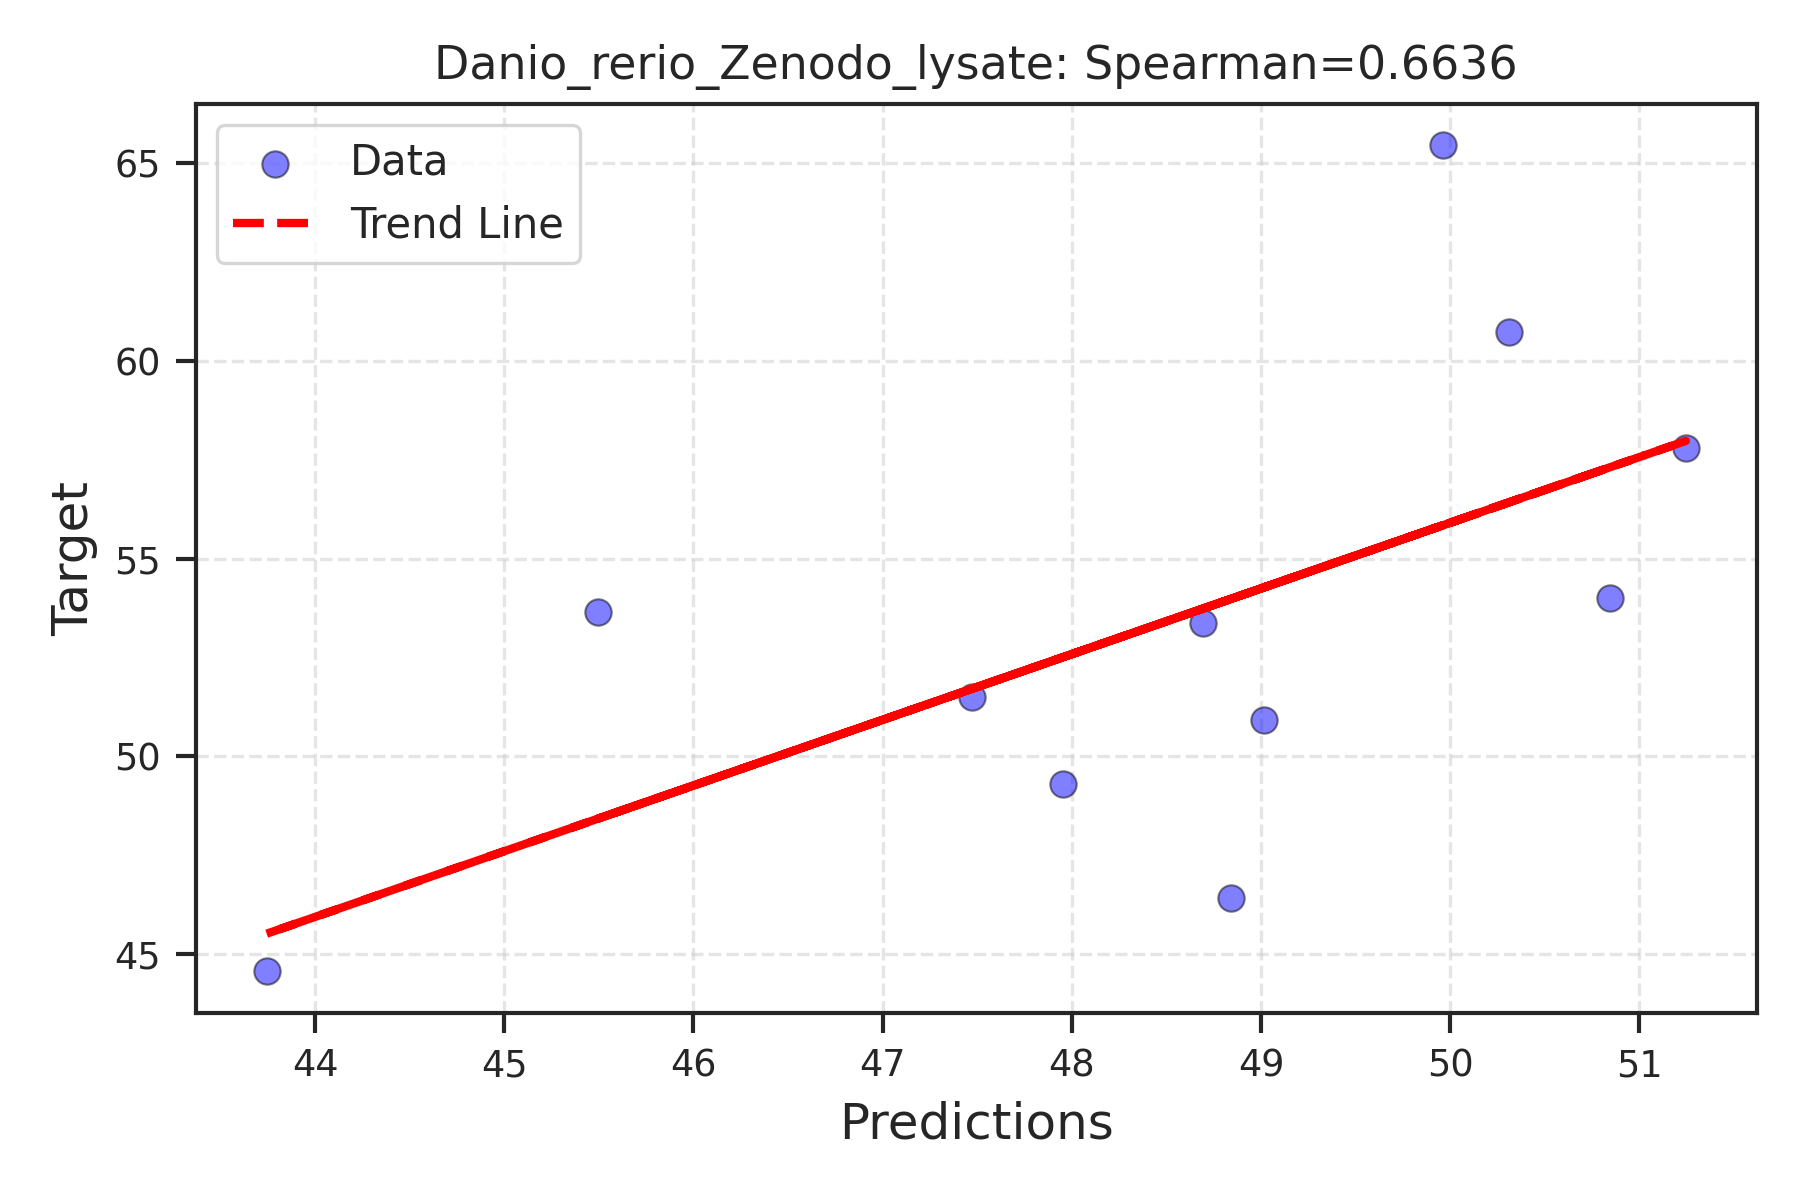 Danio_rerio_Zenodo_lysate: Spearman=0.6636
Data
Trend Line
65
60
55
50
45
Target
44 45 46 47 48 49 50 51
Predictions